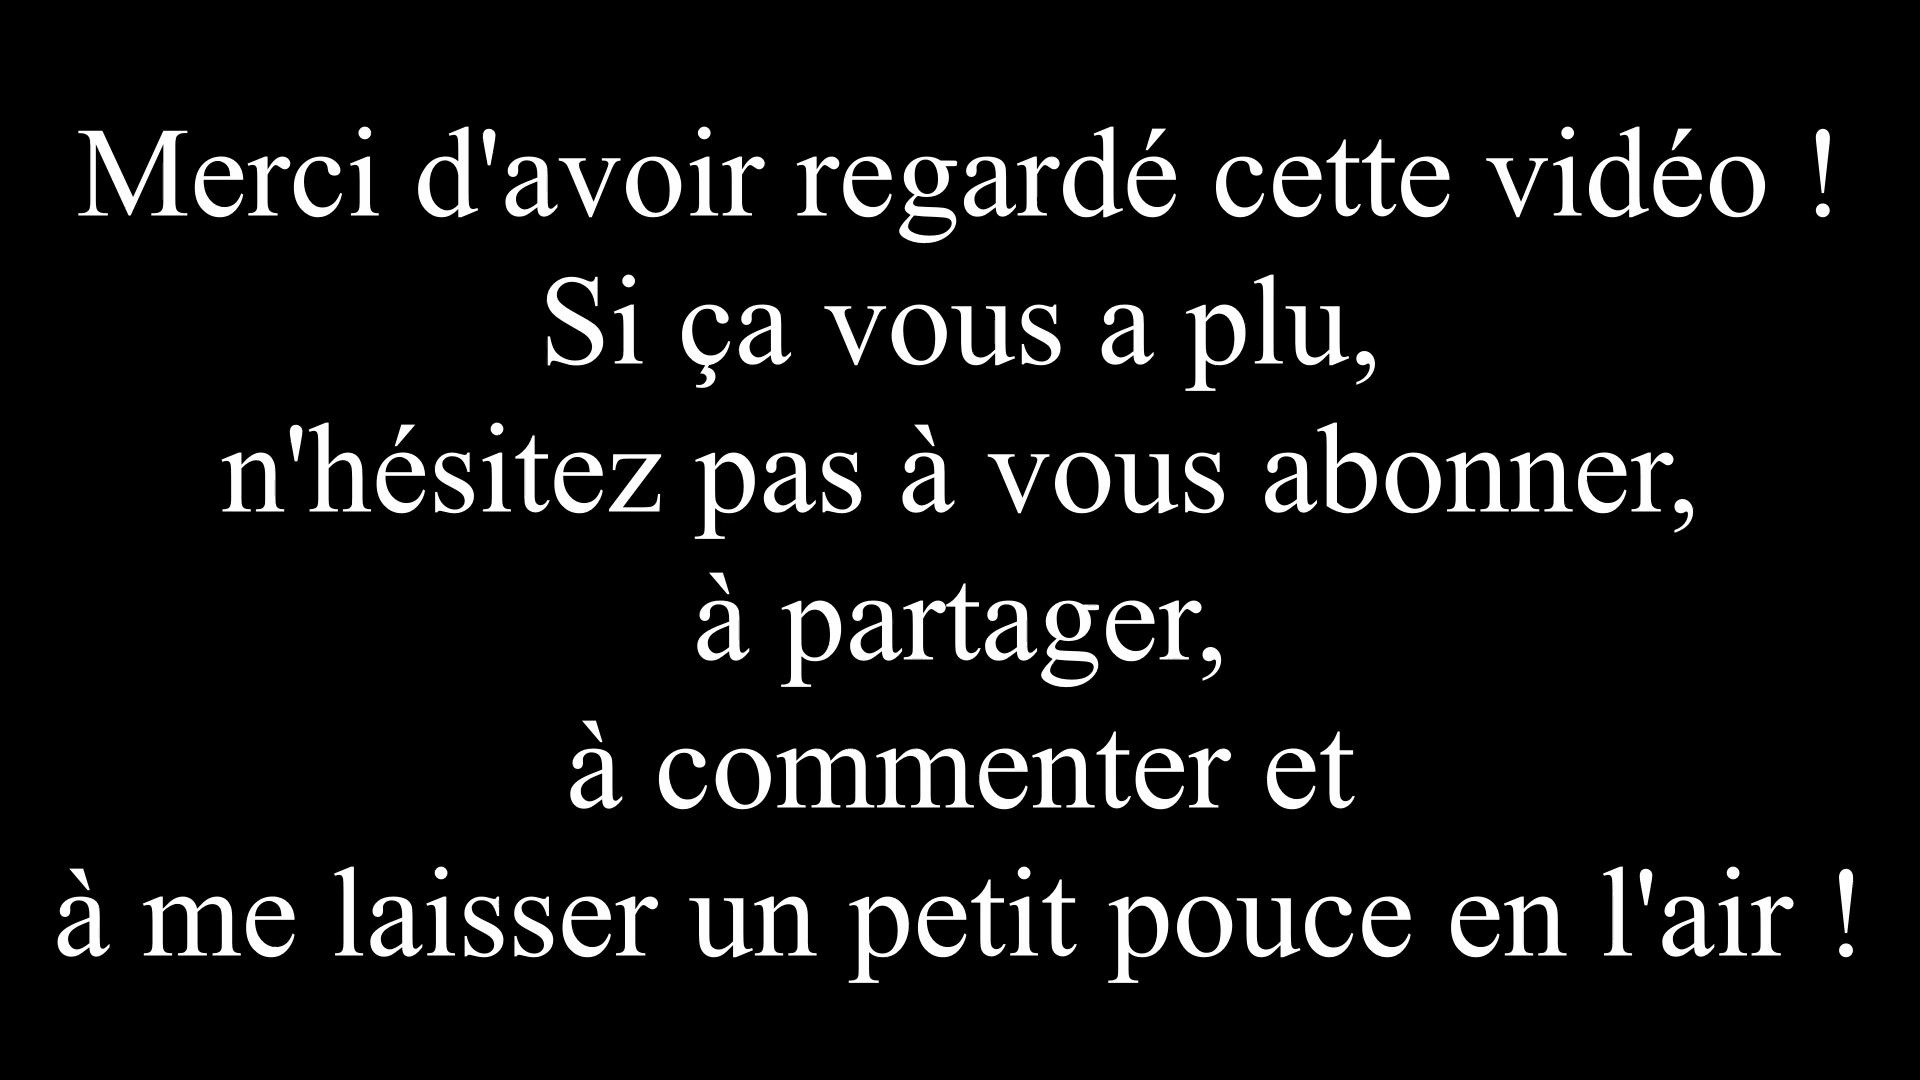 Merci d'avoir regardé cette vidéo !
Si ça vous a plu,
n'hésitez pas à vous abonner,
à partager,
à commenter et
à me laisser un petit pouce en l'air !